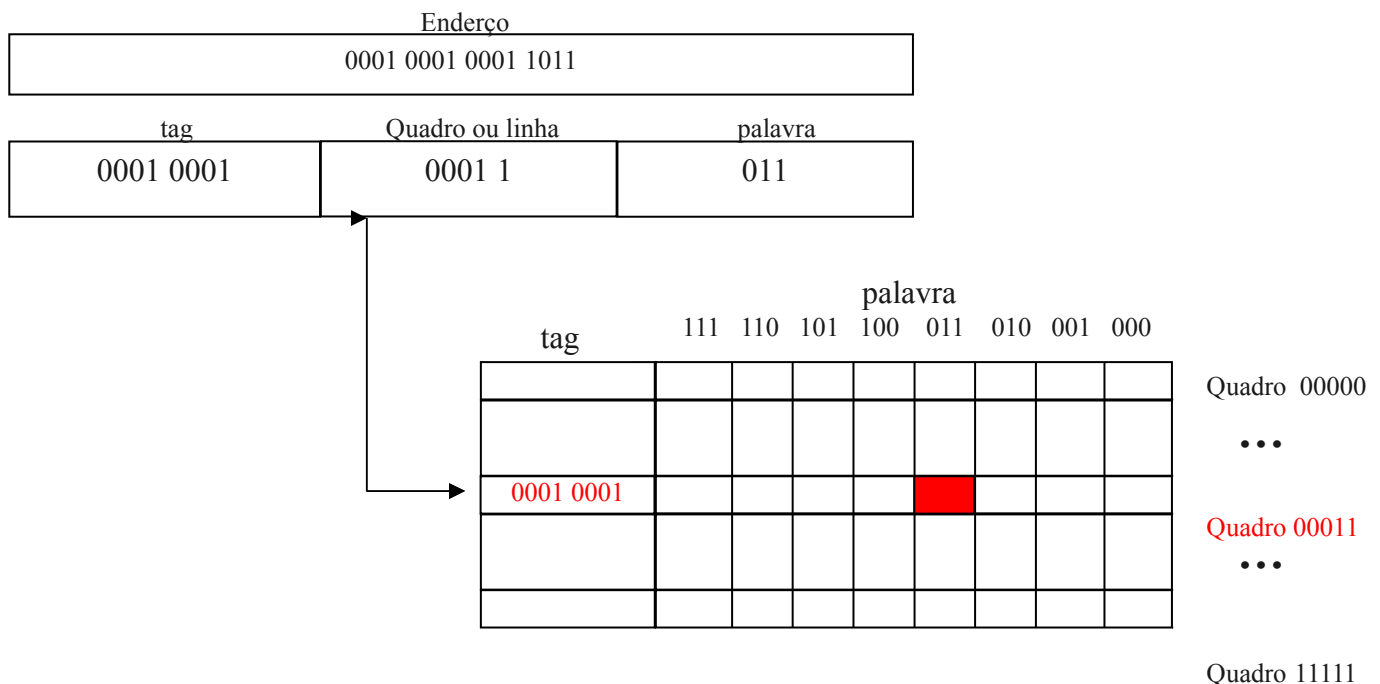 Enderço
0001 0001 0001 1011
tag Quadro ou linha palavra
0001 0001 0001 1 011
palavra
tag 111 110 101 100 011 010 001 000
Quadro 00000
•••
0001 0001
Quadro 00011
•••
Quadro 11111